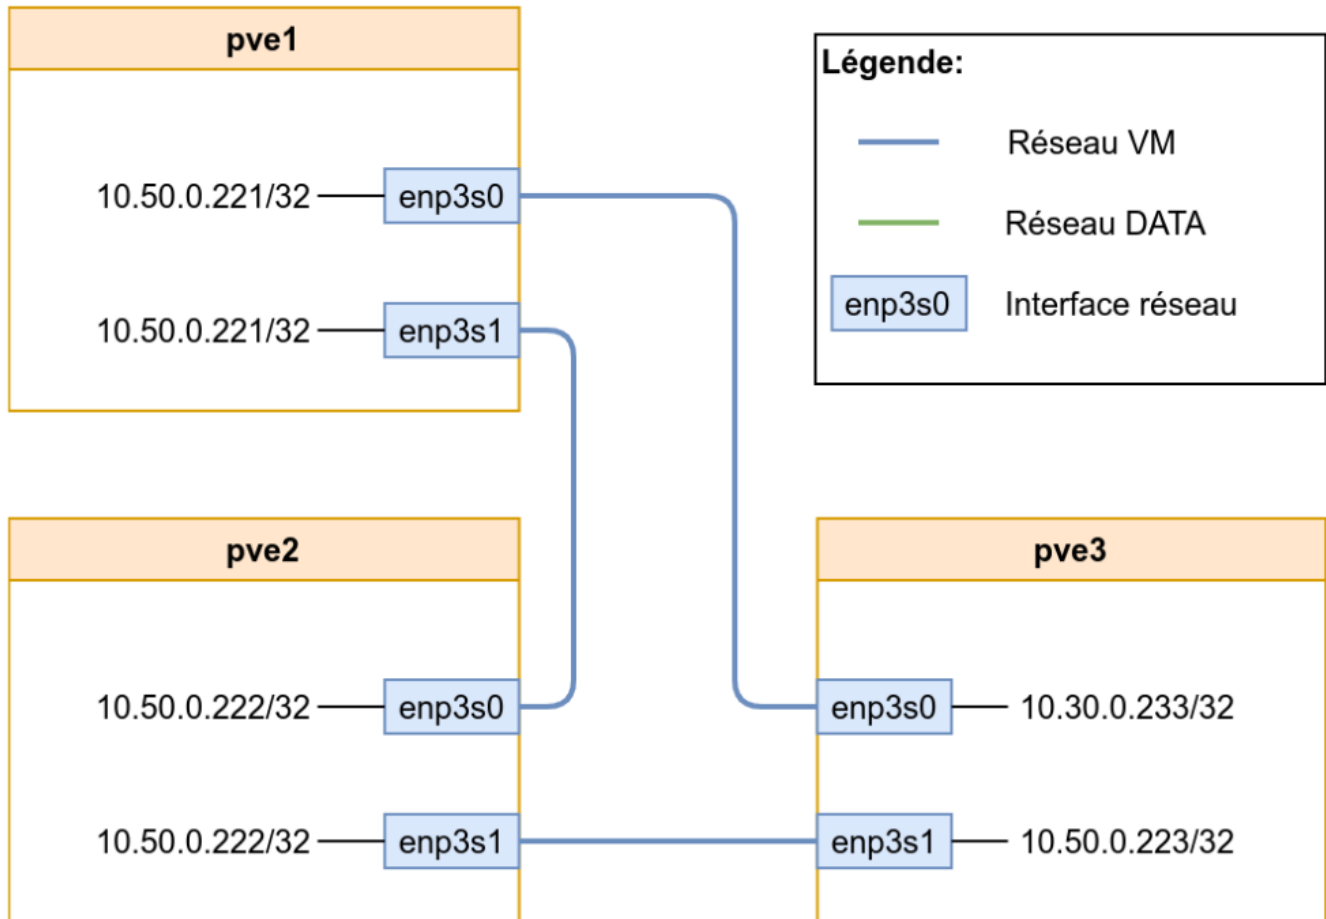 pve1
10.50.0.221/32 enp3s0
10.50.0.221/32 enp3s1
Légende:
Réseau VM
Réseau DATA
enp3s0 Interface réseau
pve2
10.50.0.222/32 enp3s0
10.50.0.222/32 enp3s1
pve3
enp3s0 10.30.0.233/32
enp3s1 10.50.0.223/32